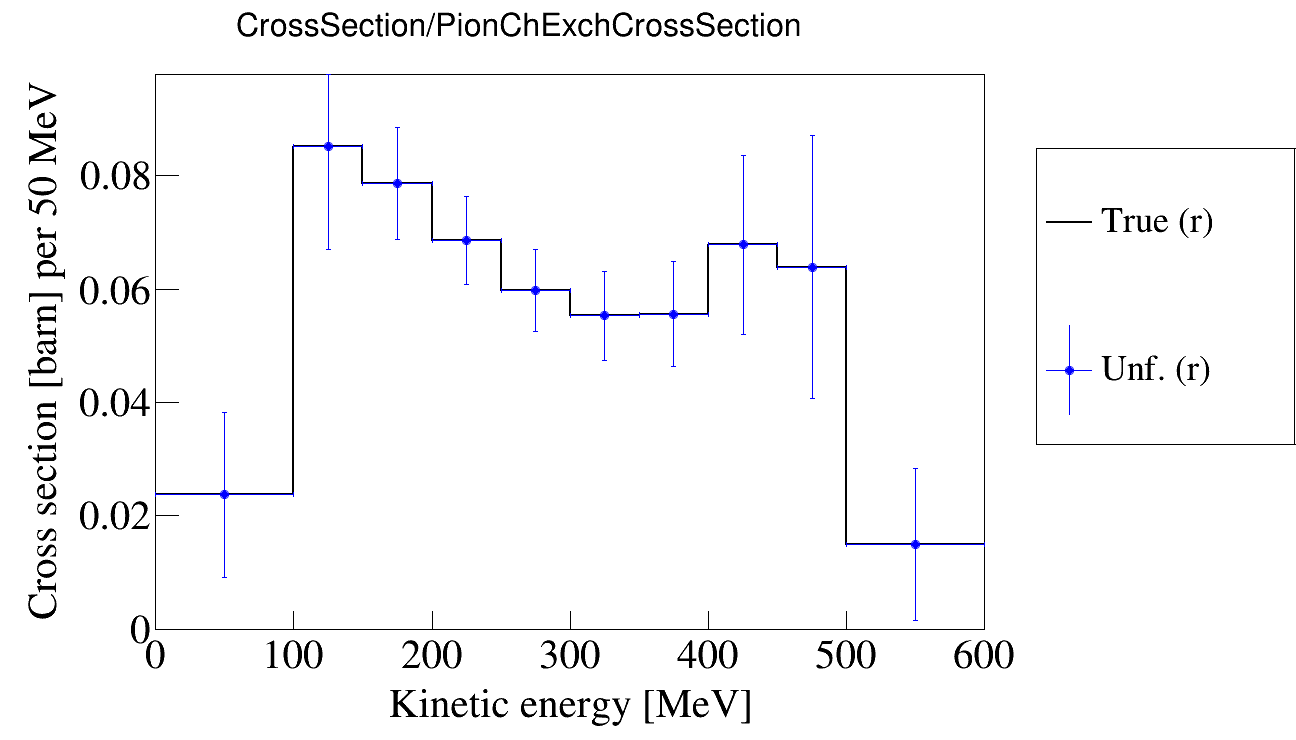 CrossSection/PionChExchCrossSection
Cross section [barn] per 50 MeV
0.08
0.06
0.04
0.02
0
0 100 200 300 400 500 600
Kinetic energy [MeV]
True (r)
Unf. (r)